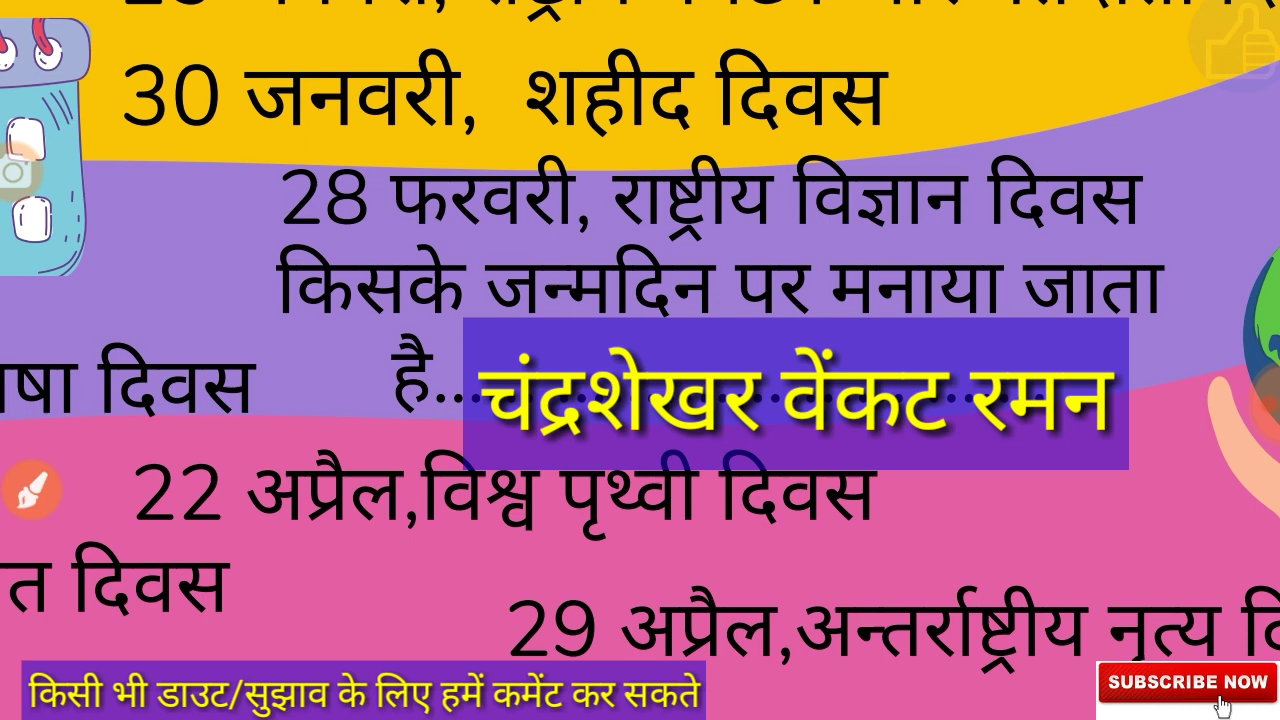 30 जनवरी, शहीद दिवस
28 फरवरी, राष्ट्रीय विज्ञान दिवस
किसके जन्मदिन पर मनाया जाता
है... चंद्रशेखर वेंकट रमन
दिवस
22 अप्रैल,विश्व पृथ्वी दिवस
दिवस
29 अप्रैल,अन्तर्राष्ट्रीय नृत्य
किसी भी डाउट/सुझाव के लिए हमें कमेंट कर सकते
SUBSCRIBE NOW